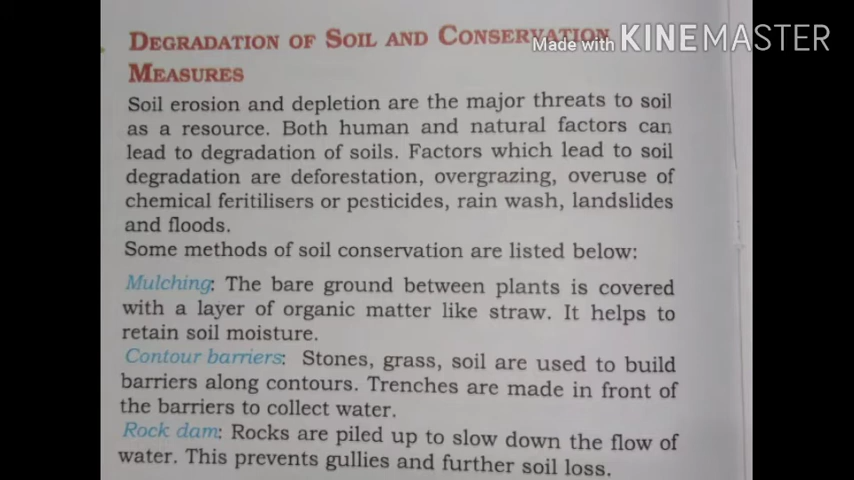 DEGRADATION OF SOIL AND CONSERVATION
Made with KINEMASTER
MEASURES
Soil erosion and depletion are the major threats to soil
as a resource. Both human and natural factors can
lead to degradation of soils. Factors which lead to soil
degradation are deforestation, overgrazing, overuse of
chemical feritilisers or pesticides, rain wash, landslides
and floods.
Some methods of soil conservation are listed below:
Mulching: The bare ground between plants is covered
with a layer of organic matter like straw. It helps to
retain soil moisture.
Contour barriers: Stones, grass, soil are used to build
barriers along contours. Trenches are made in front of
the barriers to collect water.
Rock dam: Rocks are piled up to slow down the flow of
water. This prevents gullies and further soil loss.